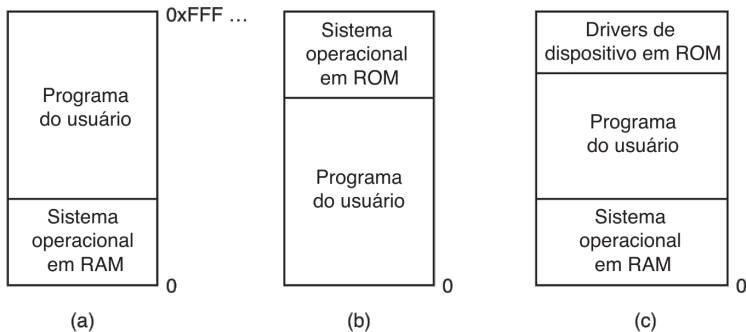 0xFFF …
Programa
do usuário
Sistema
operacional
em RAM
0
(a)
Sistema
operacional
em ROM
Programa
do usuário
0
(b)
Drivers de
dispositivo em ROM
Programa
do usuário
Sistema
operacional
em RAM
0
(c)